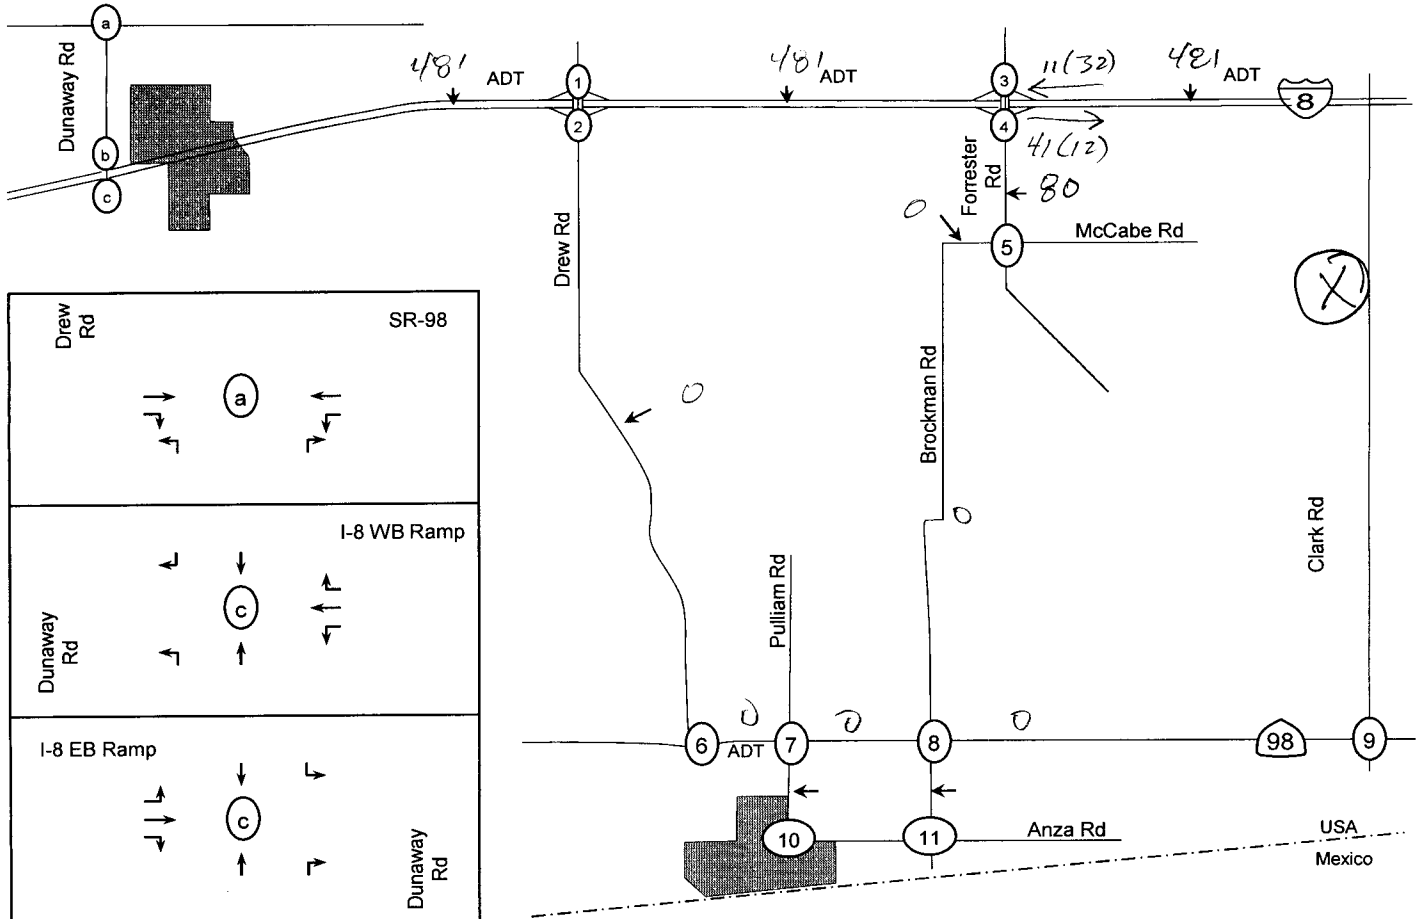 a
Dunaway Rd
b
c
481 ADT
1
2
481 ADT
3
4
11(32)
41(12)
481 ADT
8
Forrester
Rd
80
0
5
McCabe Rd
Drew Rd
0
Brockman Rd
0
X
Clark Rd
Pulliam Rd
6
0
ADT
7
0
8
0
98
9
10
11
Anza Rd
USA
Mexico
Drew
Rd
SR-98
a
I-8 WB Ramp
c
Dunaway
Rd
I-8 EB Ramp
c
Dunaway
Rd